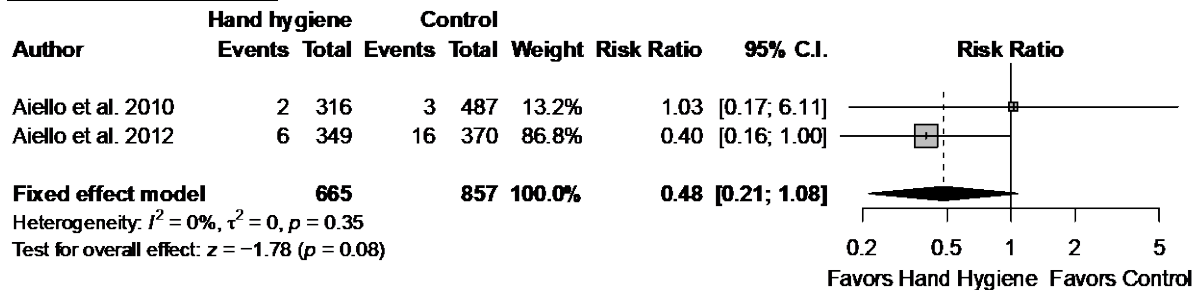 Hand hygiene Control
Author Events Total Events Total Weight Risk Ratio 95% C.I. Risk Ratio
Aiello et al. 2010 2 316 3 487 13.2% 1.03 [0.17; 6.11]
Aiello et al. 2012 6 349 16 370 86.8% 0.40 [0.16; 1.00]
Fixed effect model 665 857 100.0% 0.48 [0.21; 1.08]
Heterogeneity: I² = 0%, τ² = 0, p = 0.35
Test for overall effect: z = −1.78 (p = 0.08)
0.2 0.5 1 2 5
Favors Hand Hygiene Favors Control